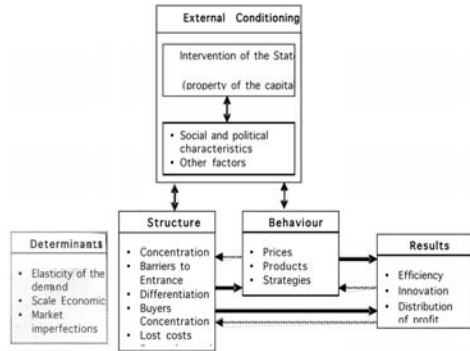 External Conditioning
Intervention of the Stat
(property of the capita
• Social and political
characteristics
• Other factors
Structure
• Concentration
• Barriers to
Entrance
• Differentiation
• Buyers
Concentration
• Lost costs
Behaviour
• Prices
• Products
• Strategies
Determinants
• Elasticity of the
demand
• Scale Economic
• Market
imperfections
Results
• Efficiency
• Innovation
• Distribution
of profit